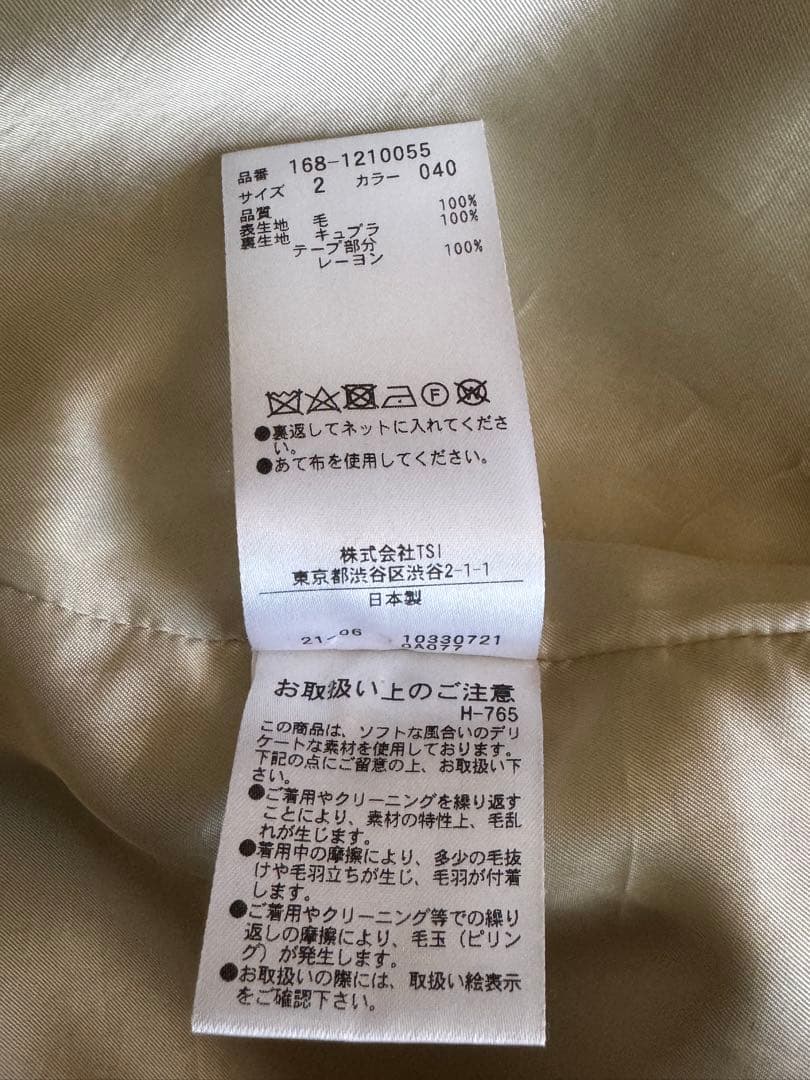 品番 168-1210055
サイズ 2 カラー 040
品質
表生地 毛 100%
裏生地 キュプラ 100%
テープ部分
レーヨン 100%
F
W
●裏返してネットに入れてくださ
い。
●あて布を使用してください。
株式会社TSI
東京都渋谷区渋谷2-1-1
日本製
21-06 10330721
0A077
お取扱い上のご注意
H-765
この商品は、ソフトな風合いのデリ
ケートな素材を使用しております。
下記の点にご留意の上、お取扱い下
さい。
●ご着用やクリーニングを繰り返す
ことにより、素材の特性上、毛乱
れが生じます。
●着用中の摩擦により、多少の毛抜
けや毛羽立ちが生じ、毛羽が付着
します。
●ご着用やクリーニング等での繰り
返しの摩擦により、毛玉（ピリン
グ）が発生します。
●お取扱いの際には、取扱い絵表示
をご確認下さい。